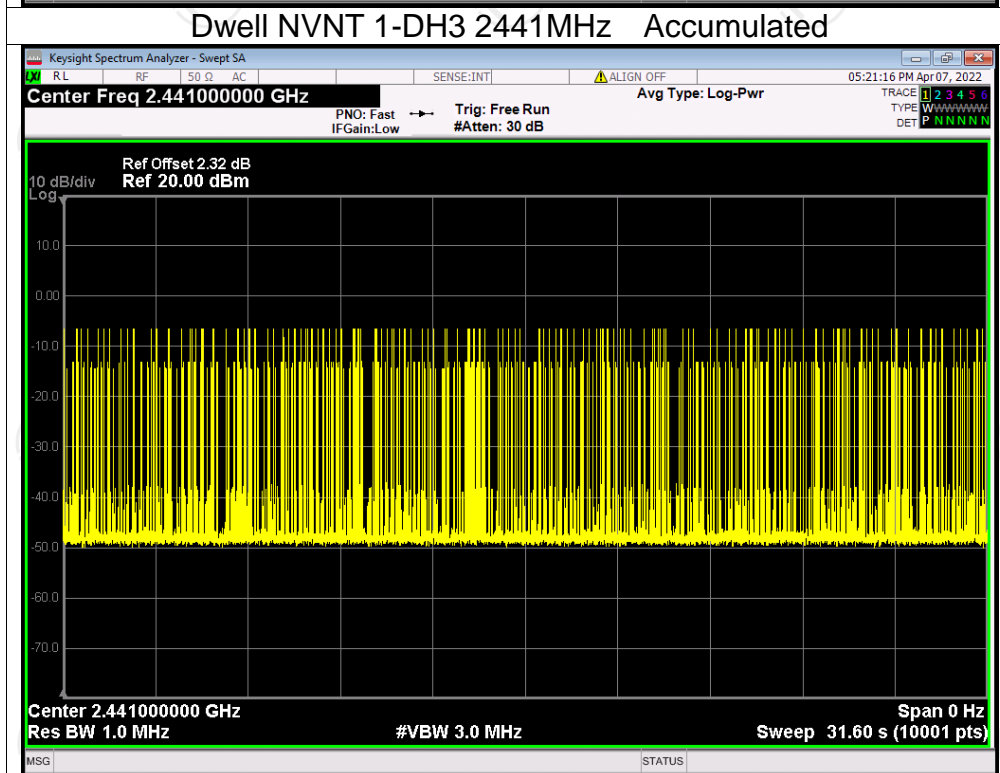 Dwell NVNT 1-DH3 2441MHz Accumulated
Keysight Spectrum Analyzer - Swept SA
LXI RL RF 50 Ω AC SENSE:INT ALIGN OFF 05:21:16 PM Apr 07, 2022
Center Freq 2.441000000 GHz Avg Type: Log-Pwr TRACE 1 2 3 4 5 6
PNO: Fast Trig: Free Run TYPE WWWWWWW
IFGain:Low #Atten: 30 dB DET P N N N N N
Ref Offset 2.32 dB
10 dB/div Ref 20.00 dBm
Log
10.0
0.00
-10.0
-20.0
-30.0
-40.0
-50.0
-60.0
-70.0
Center 2.441000000 GHz Span 0 Hz
Res BW 1.0 MHz #VBW 3.0 MHz Sweep 31.60 s (10001 pts)
MSG STATUS